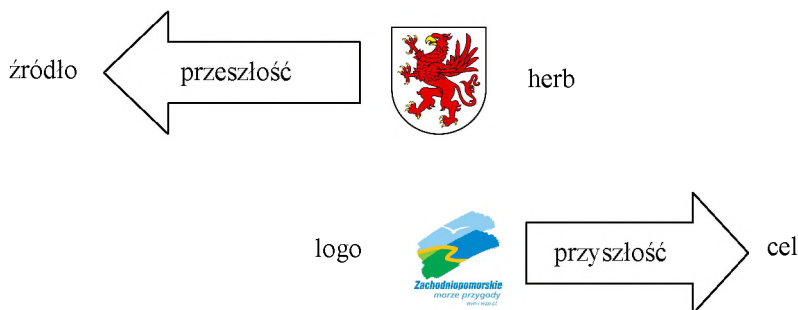 źródło
przeszłość
herb
logo
Zachodniopomorskie
morze przygody
przyszłość
cel